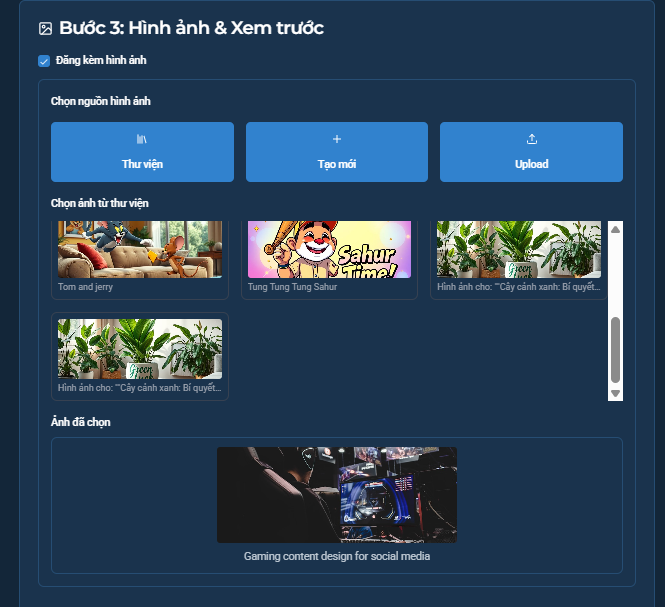 Bước 3: Hình ảnh & Xem trước
Đăng kèm hình ảnh
Chọn nguồn hình ảnh
Thư viện
Tạo mới
Upload
Chọn ảnh từ thư viện
Sahur
Time!
Green
Tom and jerry
Tung Tung Tung Sahur
Hình ảnh cho: ""Cây cảnh xanh: Bí quyết...
Green
Hình ảnh cho: ""Cây cảnh xanh: Bí quyết...
Ảnh đã chọn
Gaming content design for social media